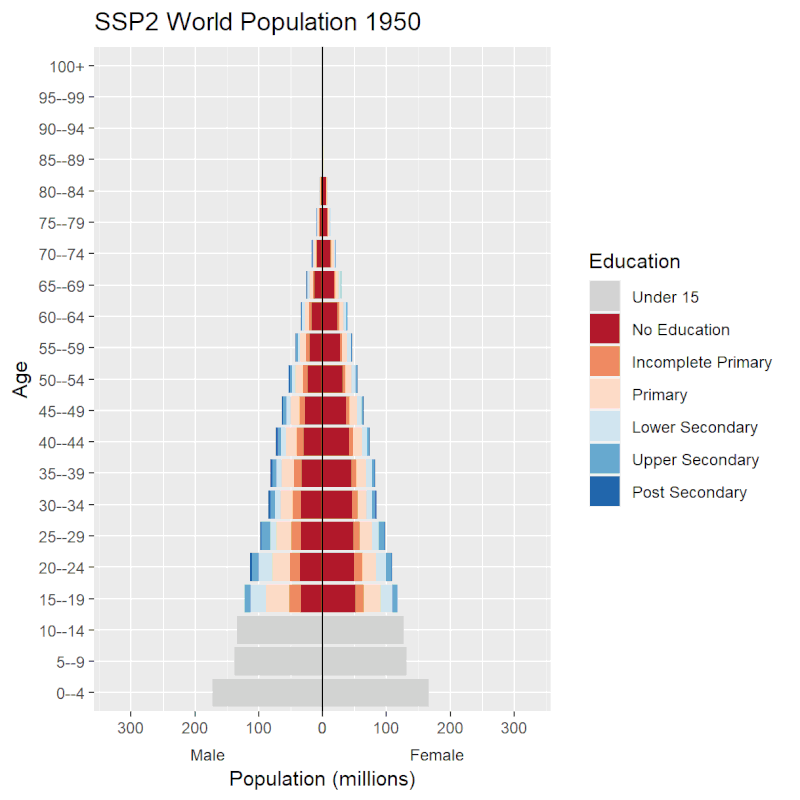 SSP2 World Population 1950
Age
100+
95--99
90--94
85--89
80--84
75--79
70--74
65--69
60--64
55--59
50--54
45--49
40--44
35--39
30--34
25--29
20--24
15--19
10--14
5--9
0--4
300 200 100 0 100 200 300
Male Female
Population (millions)
Education
Under 15
No Education
Incomplete Primary
Primary
Lower Secondary
Upper Secondary
Post Secondary